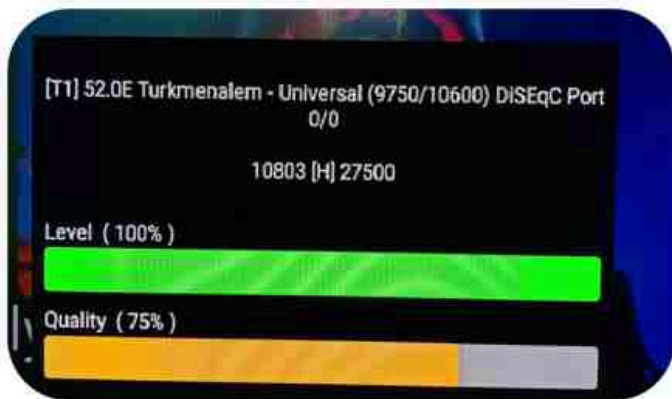 [T1] 52.0E Turkmenalem - Universal (9750/10600) DiSEqC Port
0/0
10803 [H] 27500
Level ( 100% )
Quality ( 75% )